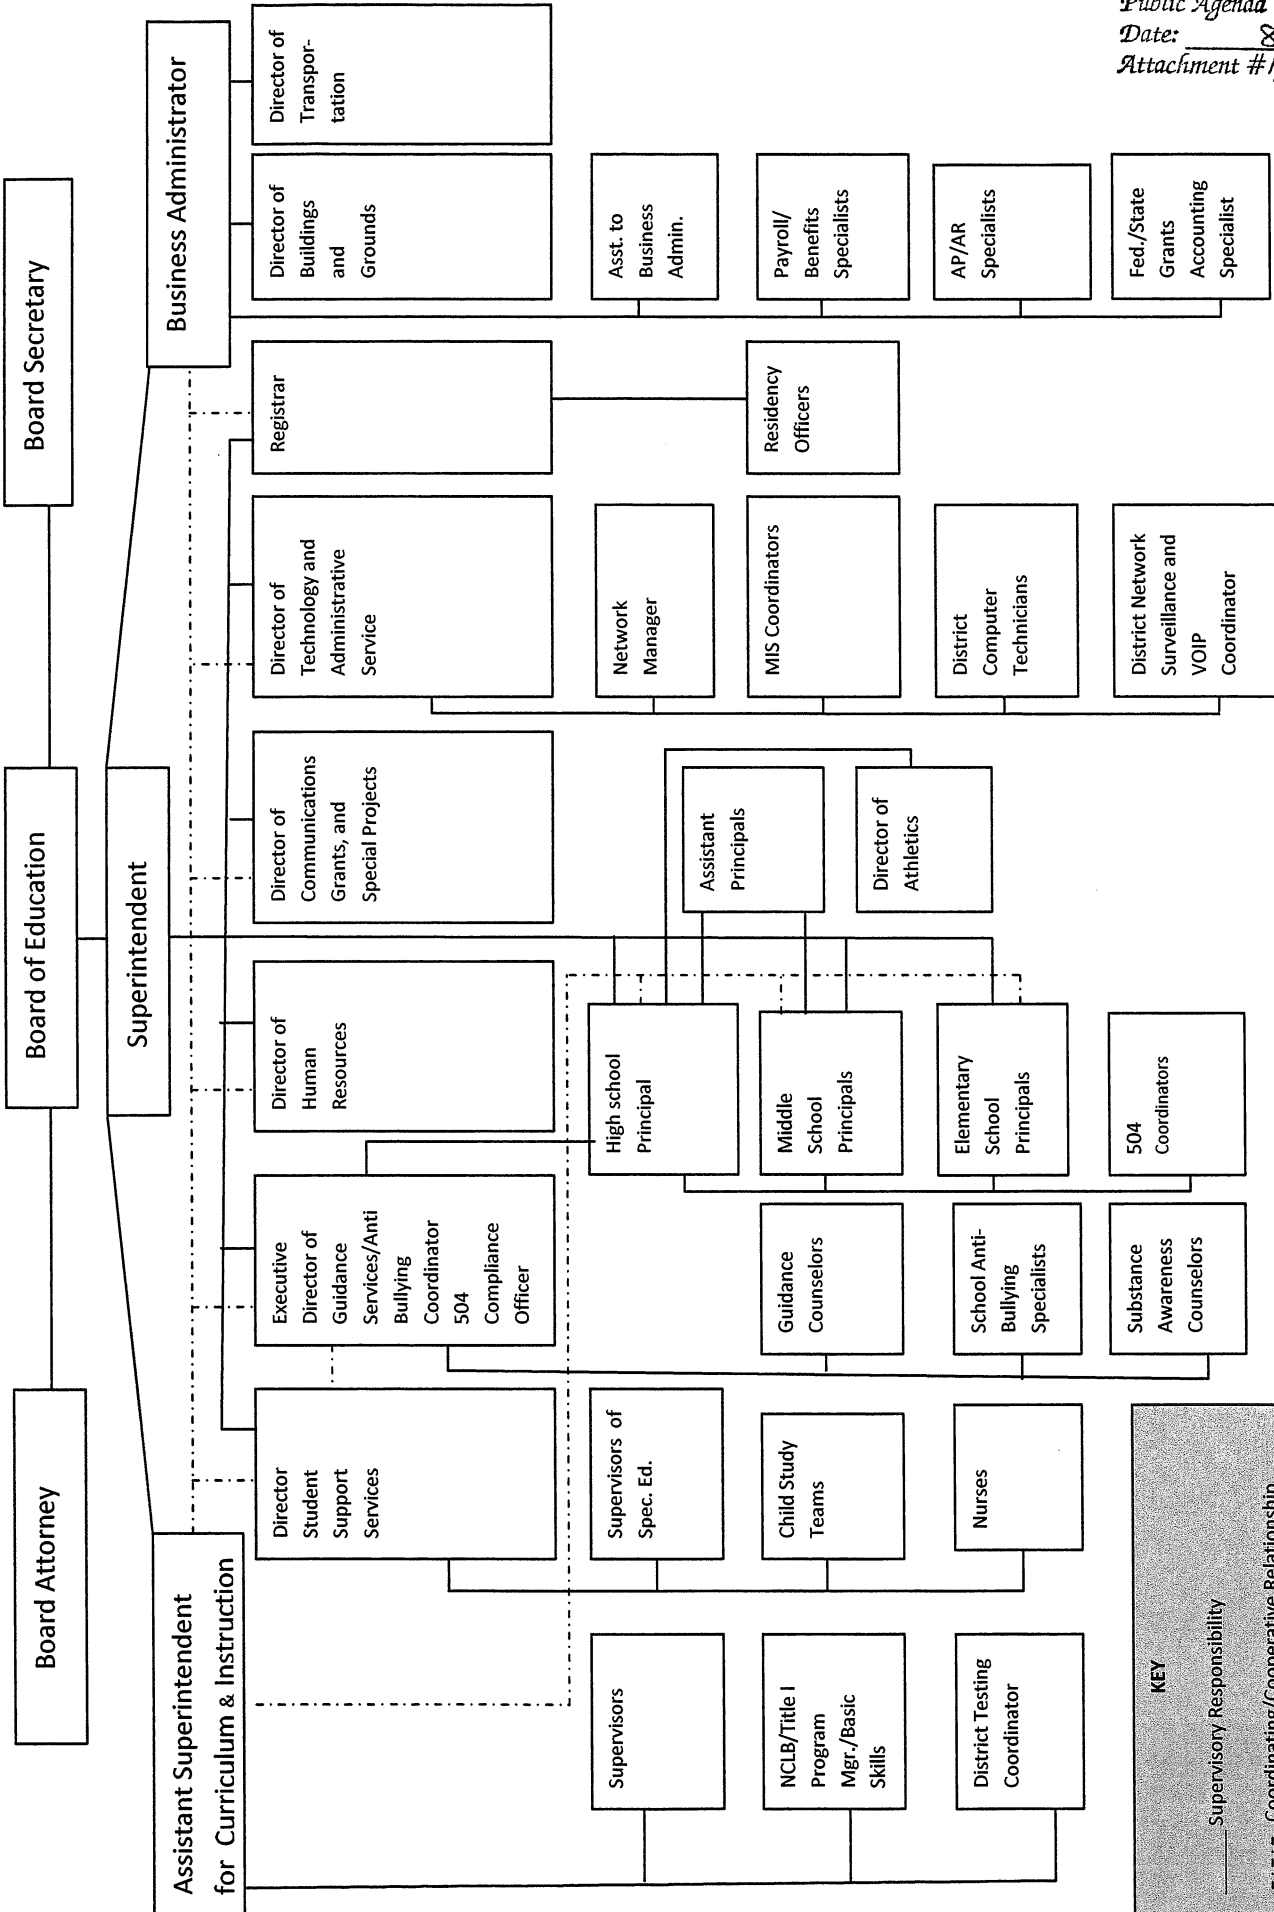 Public Agenda
Date:
Attachment #
Board Attorney
Board of Education
Board Secretary
Superintendent
Assistant Superintendent
for Curriculum & Instruction
Business Administrator
Director
Student
Support
Services
Executive
Director of
Guidance
Services/Anti
Bullying
Coordinator
504
Compliance
Officer
Director of
Human
Resources
Director of
Communications
Grants, and
Special Projects
Director of
Technology and
Administrative
Service
Registrar
Director of
Buildings
and
Grounds
Director of
Transpor-
tation
Supervisors
NCLB/Title I
Program
Mgr./Basic
Skills
District Testing
Coordinator
Supervisors of
Spec. Ed.
Child Study
Teams
Nurses
Guidance
Counselors
School Anti-
Bullying
Specialists
Substance
Awareness
Counselors
High school
Principal
Middle
School
Principals
Elementary
School
Principals
504
Coordinators
Assistant
Principals
Director of
Athletics
Network
Manager
MIS Coordinators
District
Computer
Technicians
District Network
Surveillance and
VOIP
Coordinator
Residency
Officers
Asst. to
Business
Admin.
Payroll/
Benefits
Specialists
AP/AR
Specialists
Fed./State
Grants
Accounting
Specialist
KEY
Supervisory Responsibility
Coordinating/Cooperative Relationship